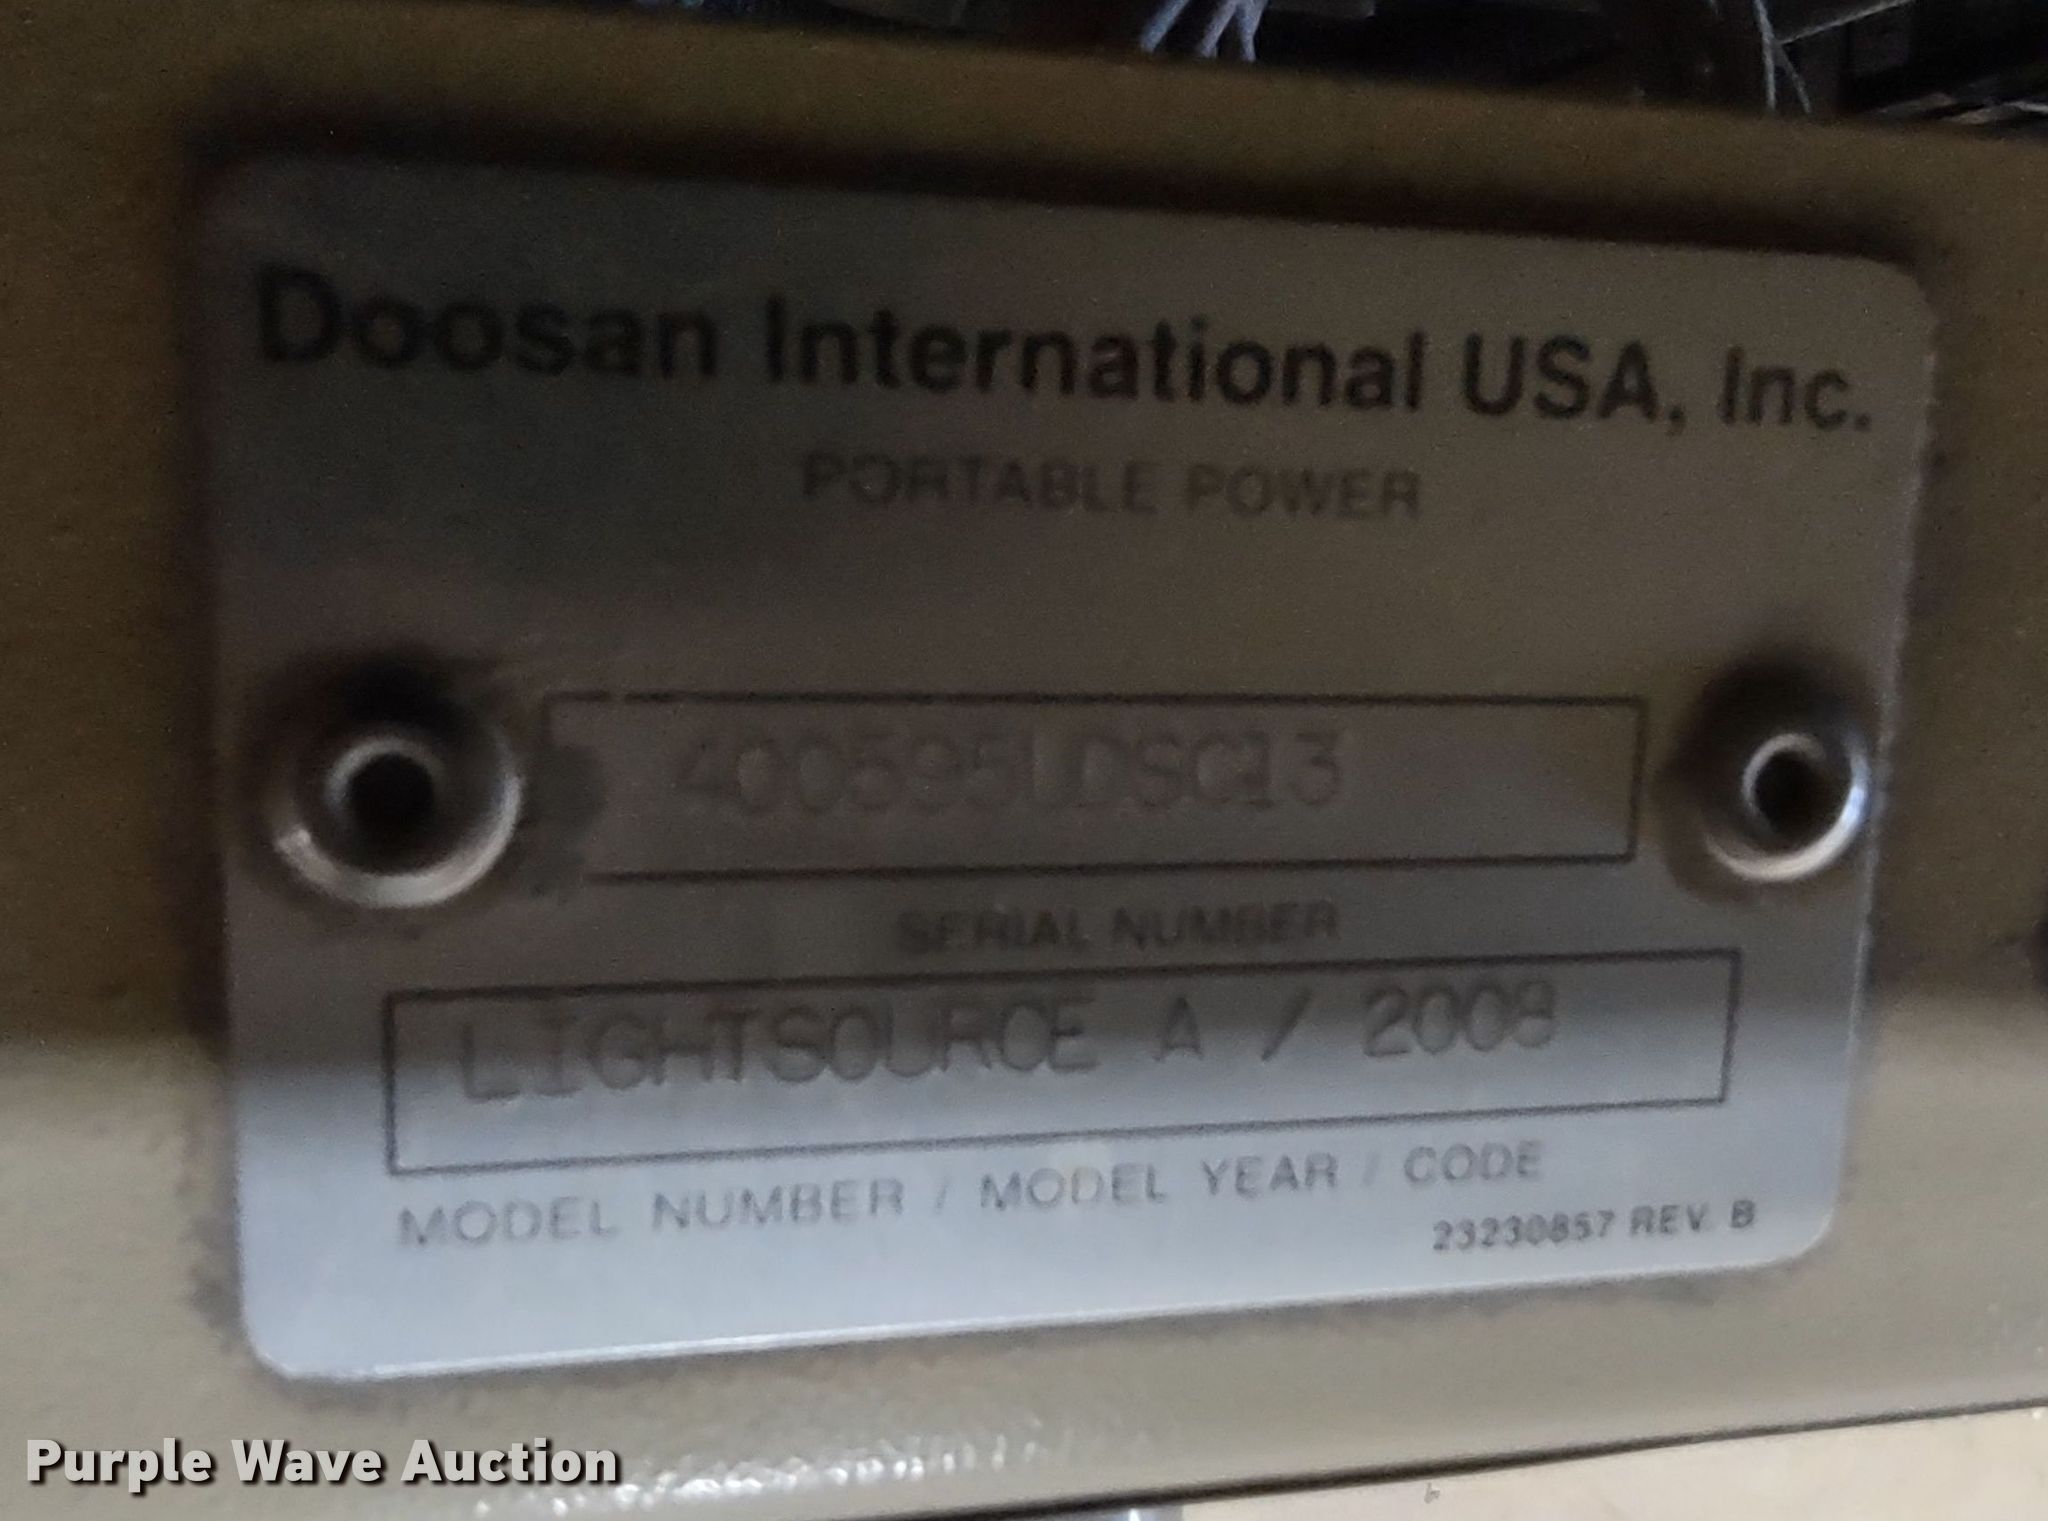 Doosan International USA, Inc.
PORTABLE POWER
400595LDSC13
SERIAL NUMBER
LIGHTSOURCE A / 2008
MODEL NUMBER / MODEL YEAR / CODE
23230857 REV B
Purple Wave Auction